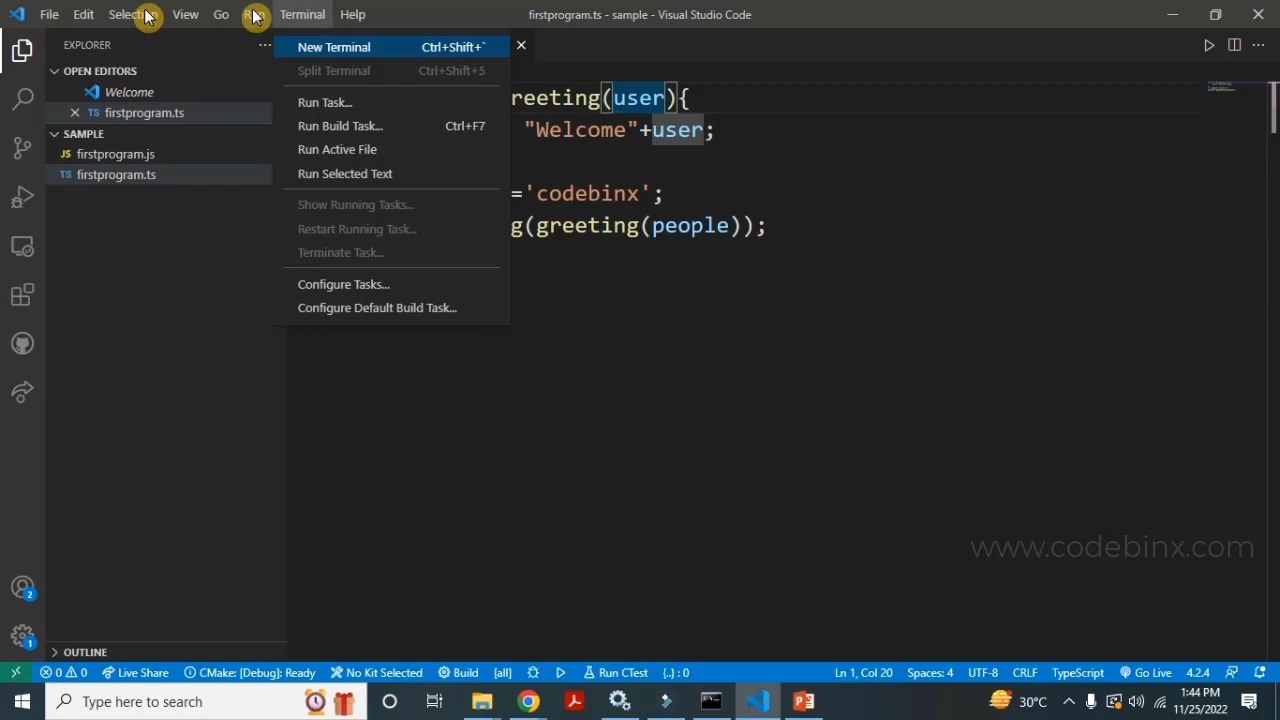 File Edit Selection View Go Run Terminal Help firstprogram.ts - sample - Visual Studio Code
EXPLORER
New Terminal Ctrl+Shift+`
OPEN EDITORS
Split Terminal Ctrl+Shift+5
Welcome
reeting(user){
Run Task...
firstprogram.ts
Run Build Task... Ctrl+F7
"Welcome"+user;
SAMPLE
Run Active File
firstprogram.js
firstprogram.ts
Run Selected Text
='codebinx';
Show Running Tasks...
Restart Running Task...
g(greeting(people));
Terminate Task...
Configure Tasks...
Configure Default Build Task...
www.codebinx.com
2
1
OUTLINE
0 0 Live Share CMake: [Debug]: Ready No Kit Selected Build [all] Run CTest {..} : 0 Ln 1, Col 20 Spaces: 4 UTF-8 CRLF TypeScript Go Live 4.2.4
Type here to search 30°C 1:44 PM
11/25/2022